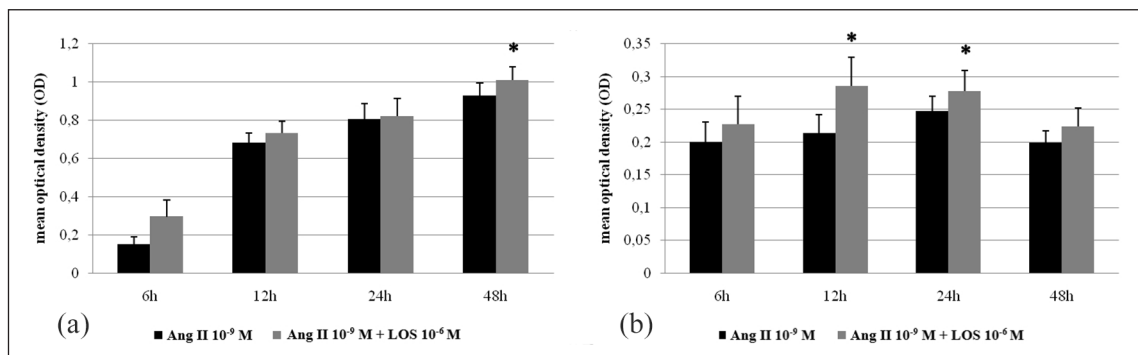 mean optical density (OD)
1,2
1
0,8
0,6
0,4
0,2
0
*
6h 12h 24h 48h
(a)
Ang II 10⁻⁹ M Ang II 10⁻⁹ M + LOS 10⁻⁶ M
mean optical density (OD)
0,35
0,3
0,25
0,2
0,15
0,1
0,05
0
* *
6h 12h 24h 48h
(b)
Ang II 10⁻⁹ M Ang II 10⁻⁹ M + LOS 10⁻⁶ M